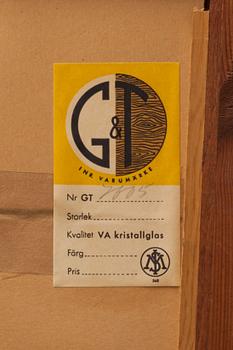 G&T
INR VARUMÄRKE
Nr GT
Storlek
Kvalitet VA kristallglas
Färg
Pris